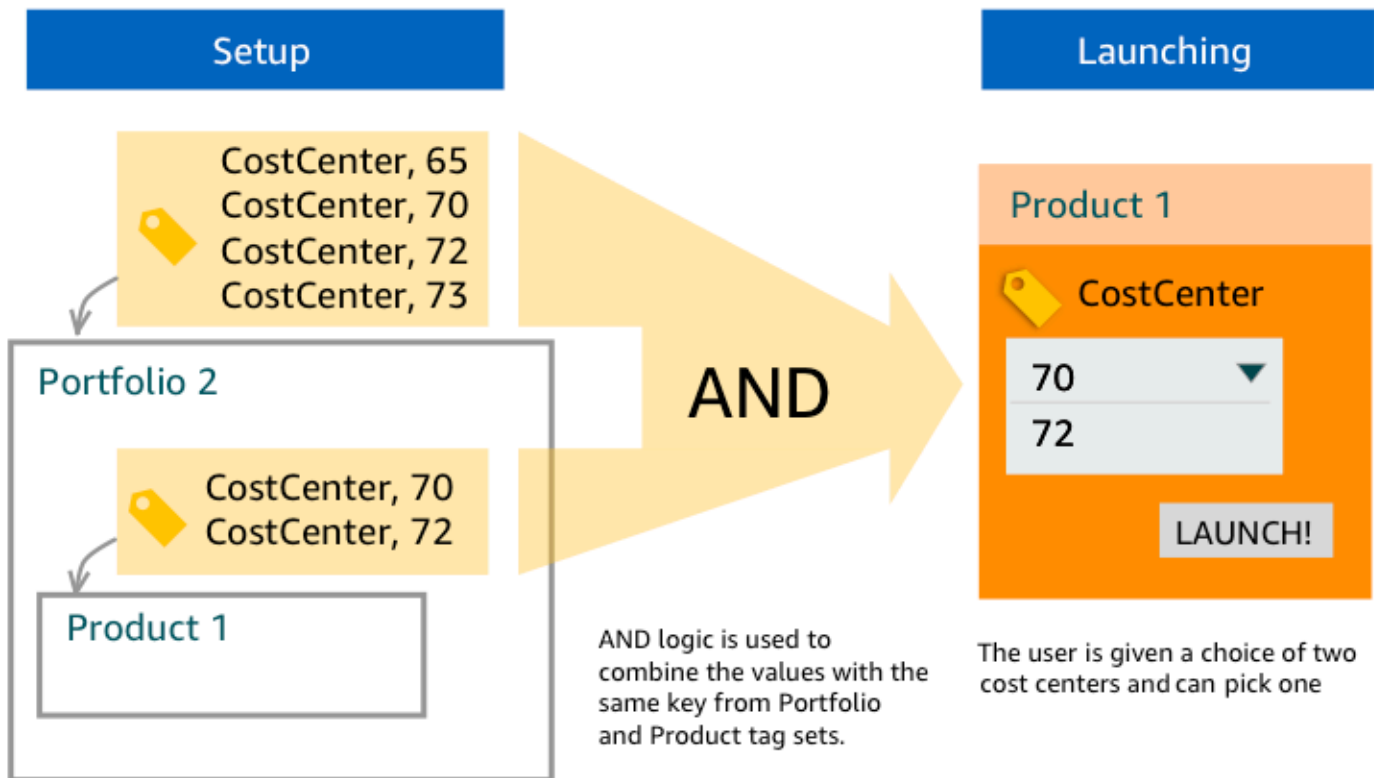 Setup
Launching
CostCenter, 65
CostCenter, 70
CostCenter, 72
CostCenter, 73
Portfolio 2
CostCenter, 70
CostCenter, 72
Product 1
AND
AND logic is used to
combine the values with the
same key from Portfolio
and Product tag sets.
Product 1
CostCenter
70
72
LAUNCH!
The user is given a choice of two
cost centers and can pick one